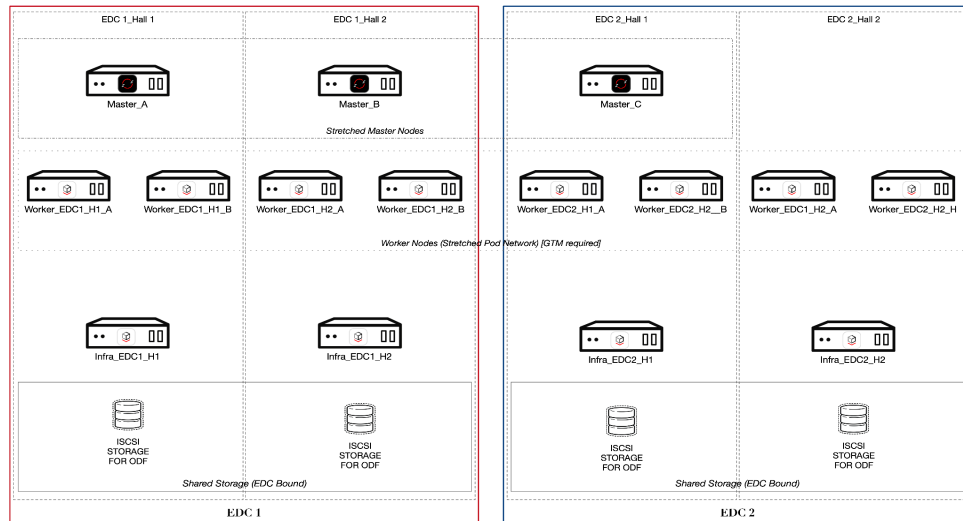 EDC 1_Hall 1
EDC 1_Hall 2
EDC 2_Hall 1
EDC 2_Hall 2
Master_A
Master_B
Master_C
Stretched Master Nodes
Worker_EDC1_H1_A
Worker_EDC1_H1_B
Worker_EDC1_H2_A
Worker_EDC1_H2_B
Worker_EDC2_H1_A
Worker_EDC2_H2__B
Worker_EDC1_H2_A
Worker_EDC2_H2_H
Worker Nodes (Stretched Pod Network) [GTM required]
Infra_EDC1_H1
Infra_EDC1_H2
Infra_EDC2_H1
Infra_EDC2_H2
ISCSI
STORAGE
FOR ODF
ISCSI
STORAGE
FOR ODF
ISCSI
STORAGE
FOR ODF
ISCSI
STORAGE
FOR ODF
Shared Storage (EDC Bound)
Shared Storage (EDC Bound)
EDC 1
EDC 2